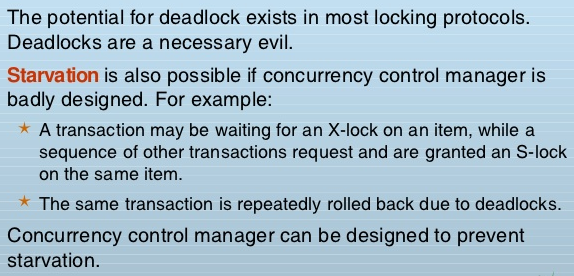 The potential for deadlock exists in most locking protocols.
Deadlocks are a necessary evil.
Starvation is also possible if concurrency control manager is
badly designed. For example:
★ A transaction may be waiting for an X-lock on an item, while a
sequence of other transactions request and are granted an S-lock
on the same item.
★ The same transaction is repeatedly rolled back due to deadlocks.
Concurrency control manager can be designed to prevent
starvation.